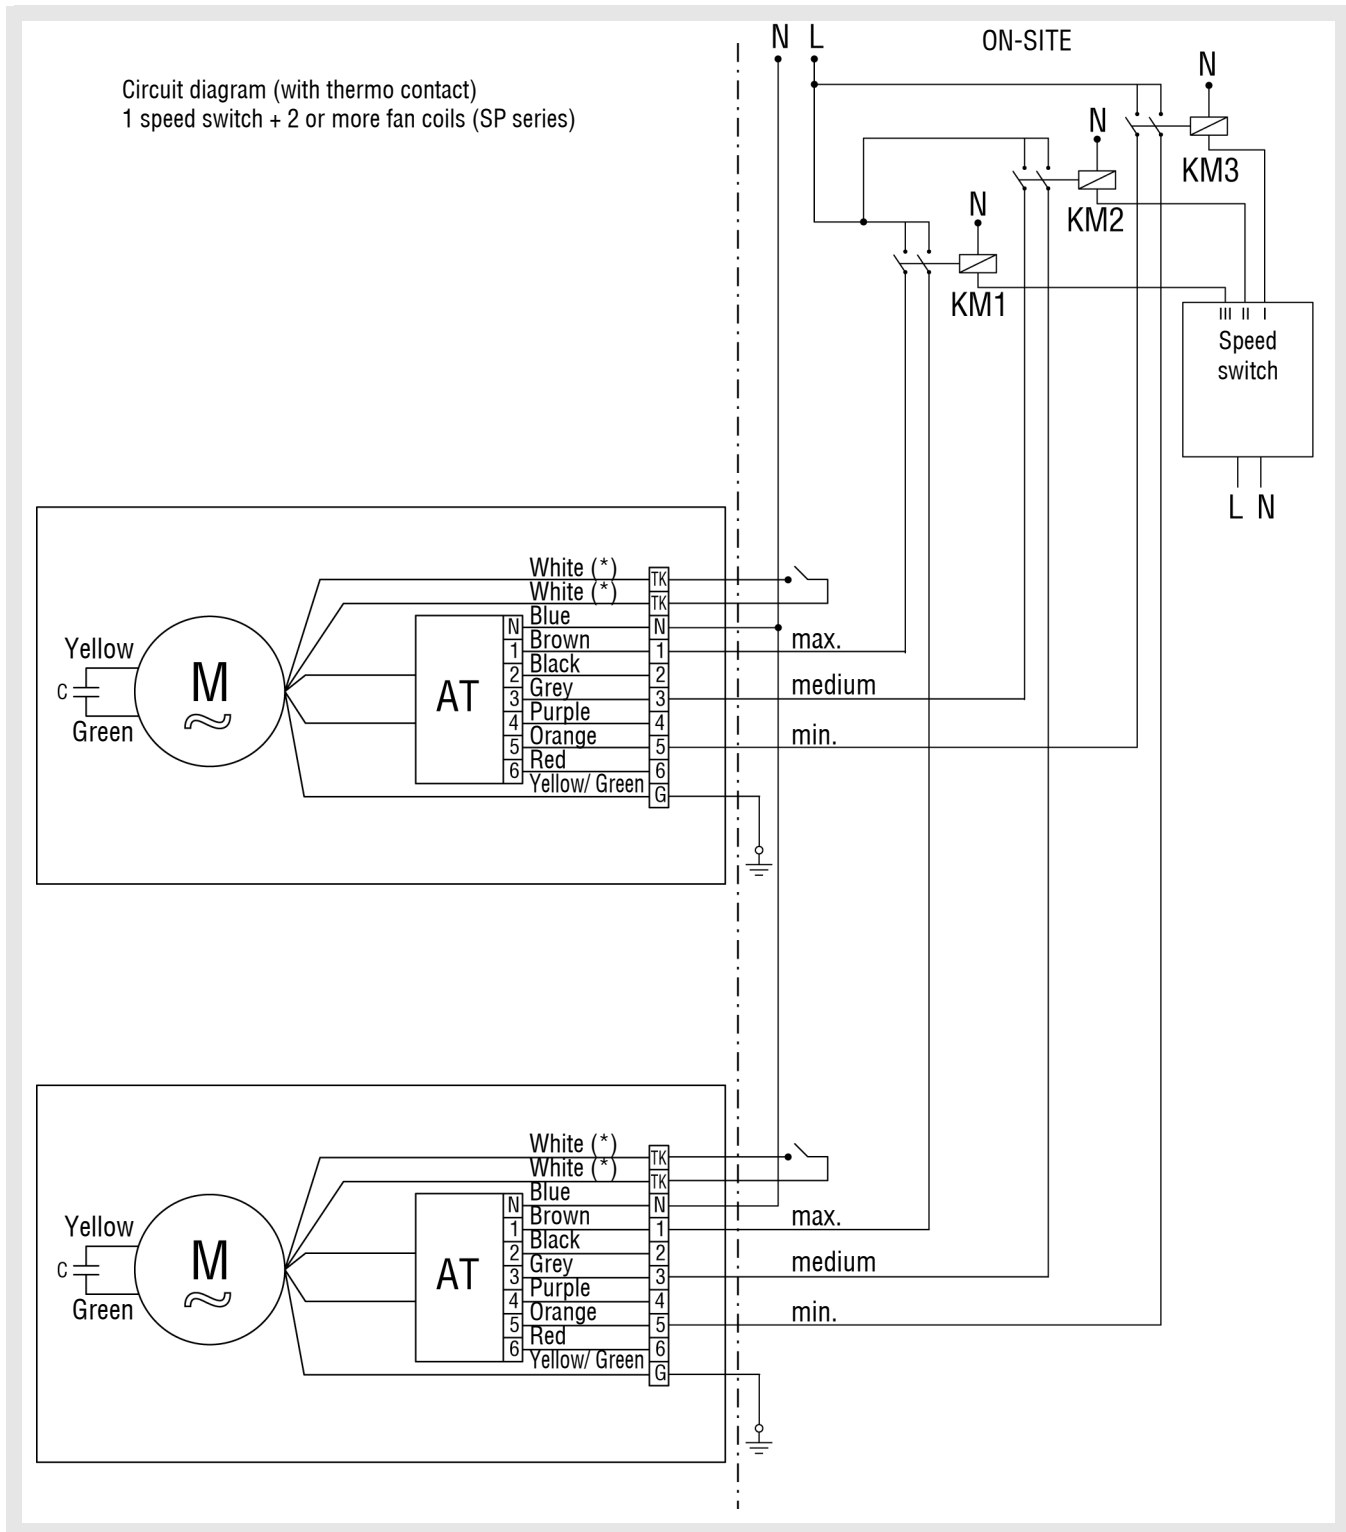 N L
ON-SITE
N
Circuit diagram (with thermo contact)
1 speed switch + 2 or more fan coils (SP series)
N
KM3
N
KM2
KM1
III II I
Speed
switch
L N
White (*)
TK
White (*)
TK
Blue
N N
Brown
1 1
max.
Black
2 2
Grey
3 3
medium
Purple
4 4
Orange
5 5
min.
Red
6 6
Yellow/ Green
G
Yellow
C
Green
M
AT
White (*)
TK
White (*)
TK
Blue
N N
Brown
1 1
max.
Black
2 2
Grey
3 3
medium
Purple
4 4
Orange
5 5
min.
Red
6 6
Yellow/ Green
G
Yellow
C
Green
M
AT